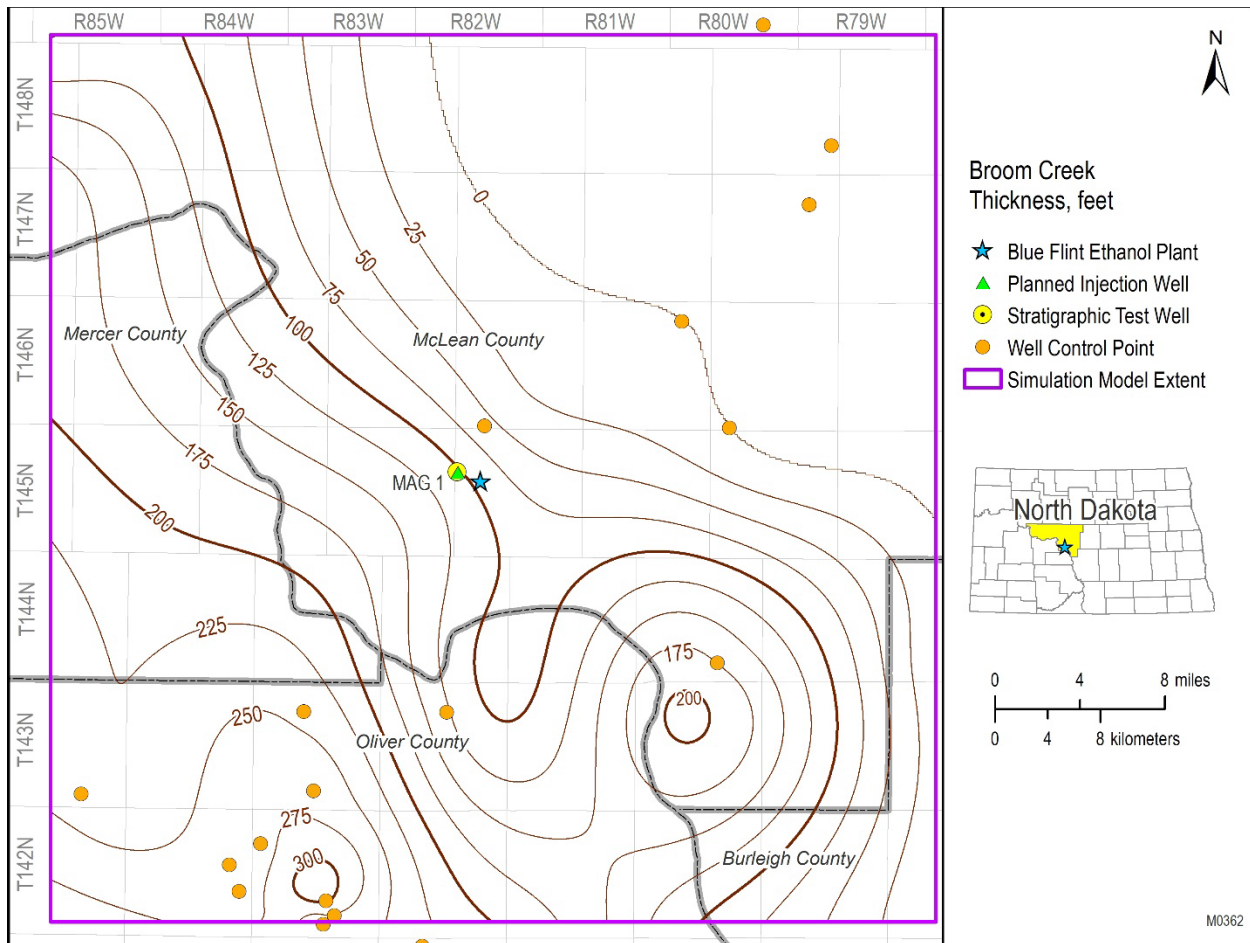 R85W R84W R83W R82W R81W R80W R79W
T148N
T147N
T146N
T145N
T144N
T143N
T142N
0
25
50
75
100
125
150
175
200
225
250
275
300
175
200
Mercer County
McLean County
MAG 1
Oliver County
Burleigh County
N
Broom Creek
Thickness, feet
Blue Flint Ethanol Plant
Planned Injection Well
Stratigraphic Test Well
Well Control Point
Simulation Model Extent
North Dakota
0 4 8 miles
0 4 8 kilometers
M0362